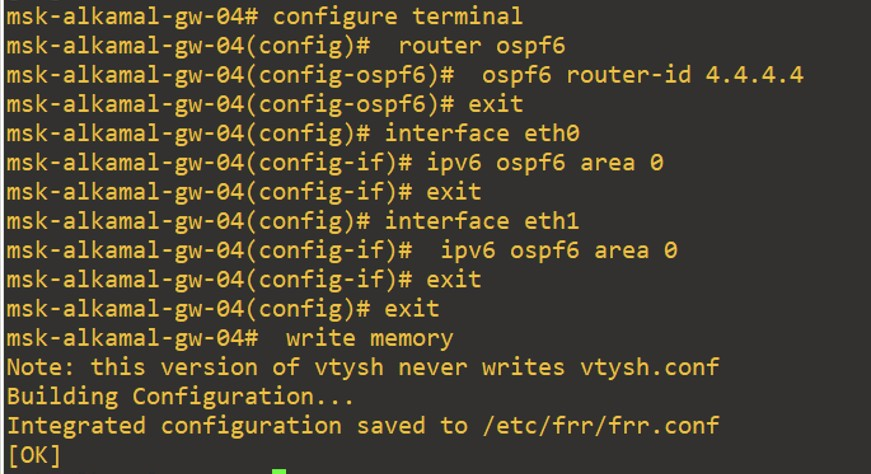 msk-alkamal-gw-04# configure terminal
msk-alkamal-gw-04(config)#  router ospf6
msk-alkamal-gw-04(config-ospf6)#  ospf6 router-id 4.4.4.4
msk-alkamal-gw-04(config-ospf6)# exit
msk-alkamal-gw-04(config)# interface eth0
msk-alkamal-gw-04(config-if)# ipv6 ospf6 area 0
msk-alkamal-gw-04(config-if)# exit
msk-alkamal-gw-04(config)# interface eth1
msk-alkamal-gw-04(config-if)#  ipv6 ospf6 area 0
msk-alkamal-gw-04(config-if)# exit
msk-alkamal-gw-04(config)# exit
msk-alkamal-gw-04#  write memory
Note: this version of vtysh never writes vtysh.conf
Building Configuration...
Integrated configuration saved to /etc/frr/frr.conf
[OK]